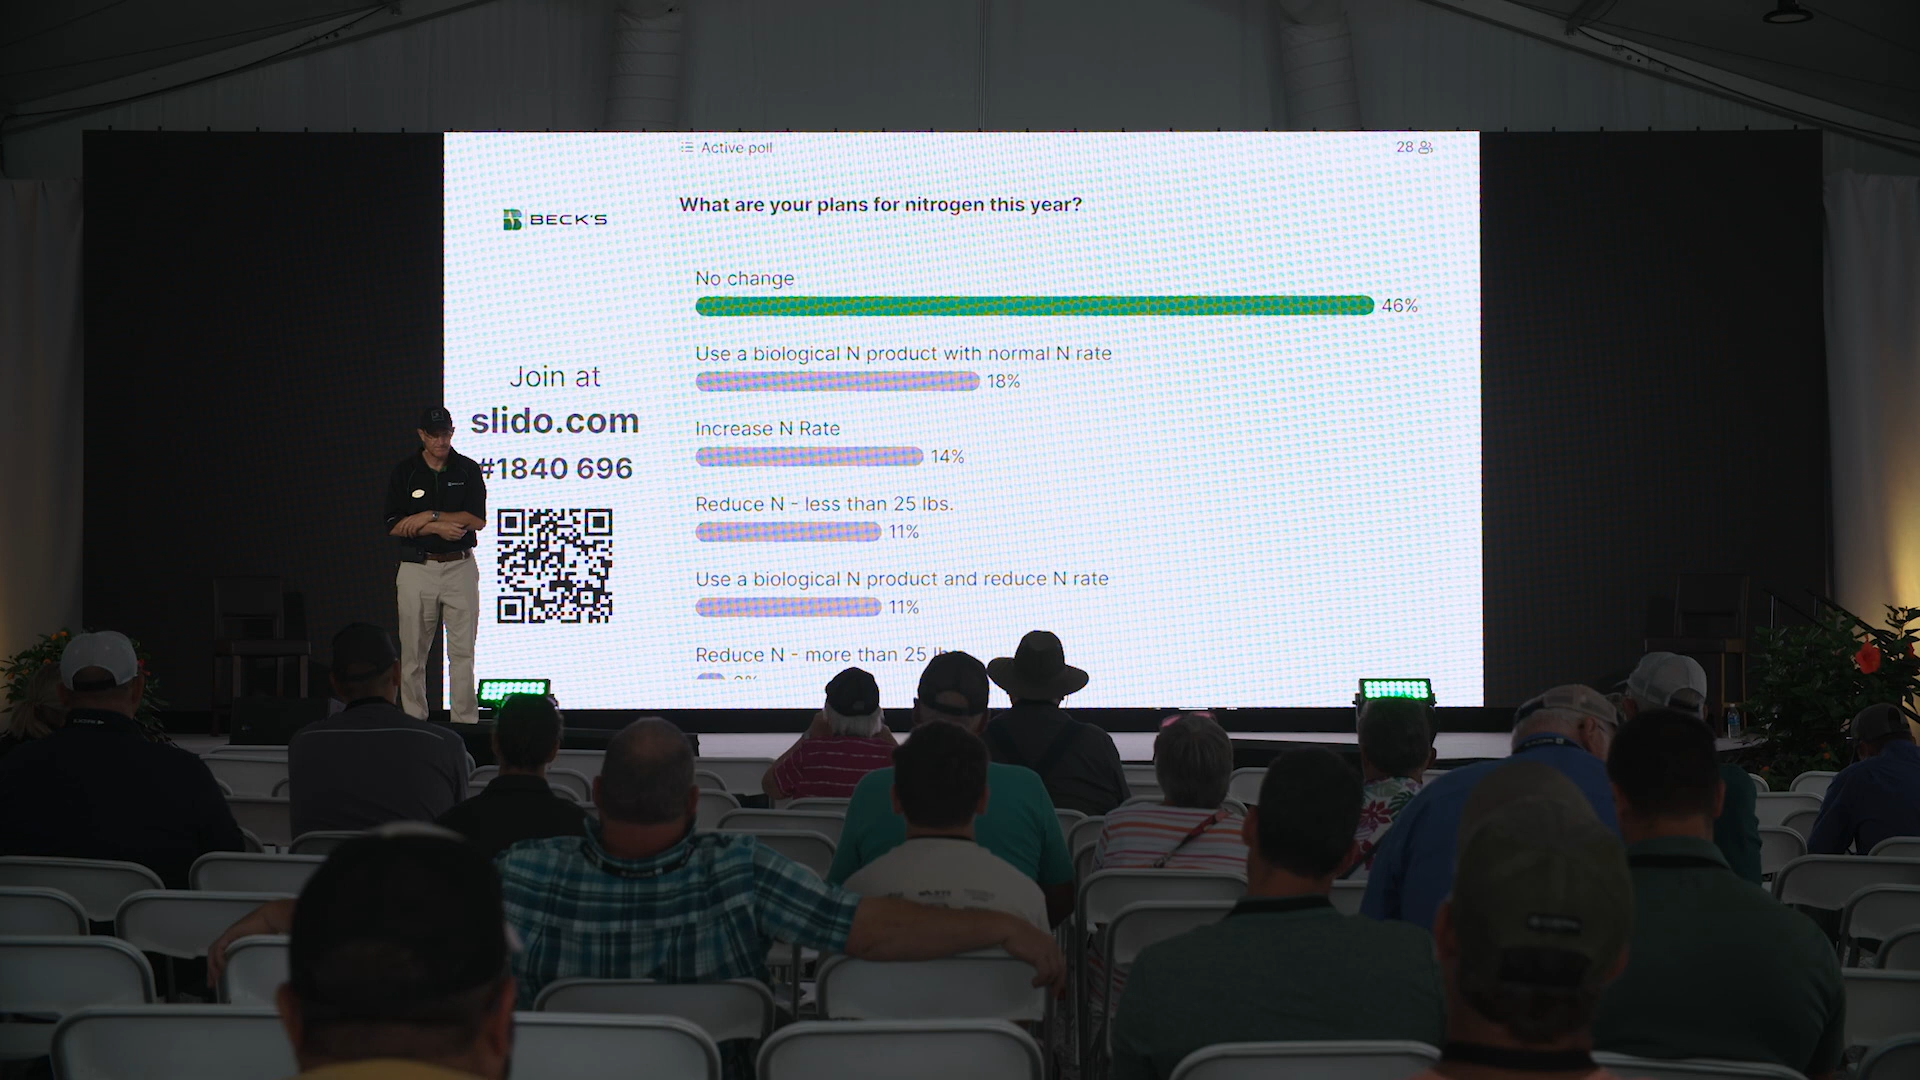 Active poll
28
BECK'S
What are your plans for nitrogen this year?
No change
46%
Use a biological N product with normal N rate
18%
Increase N Rate
14%
Reduce N - less than 25 lbs.
11%
Use a biological N product and reduce N rate
11%
Reduce N - more than 25
Join at
slido.com
#1840 696